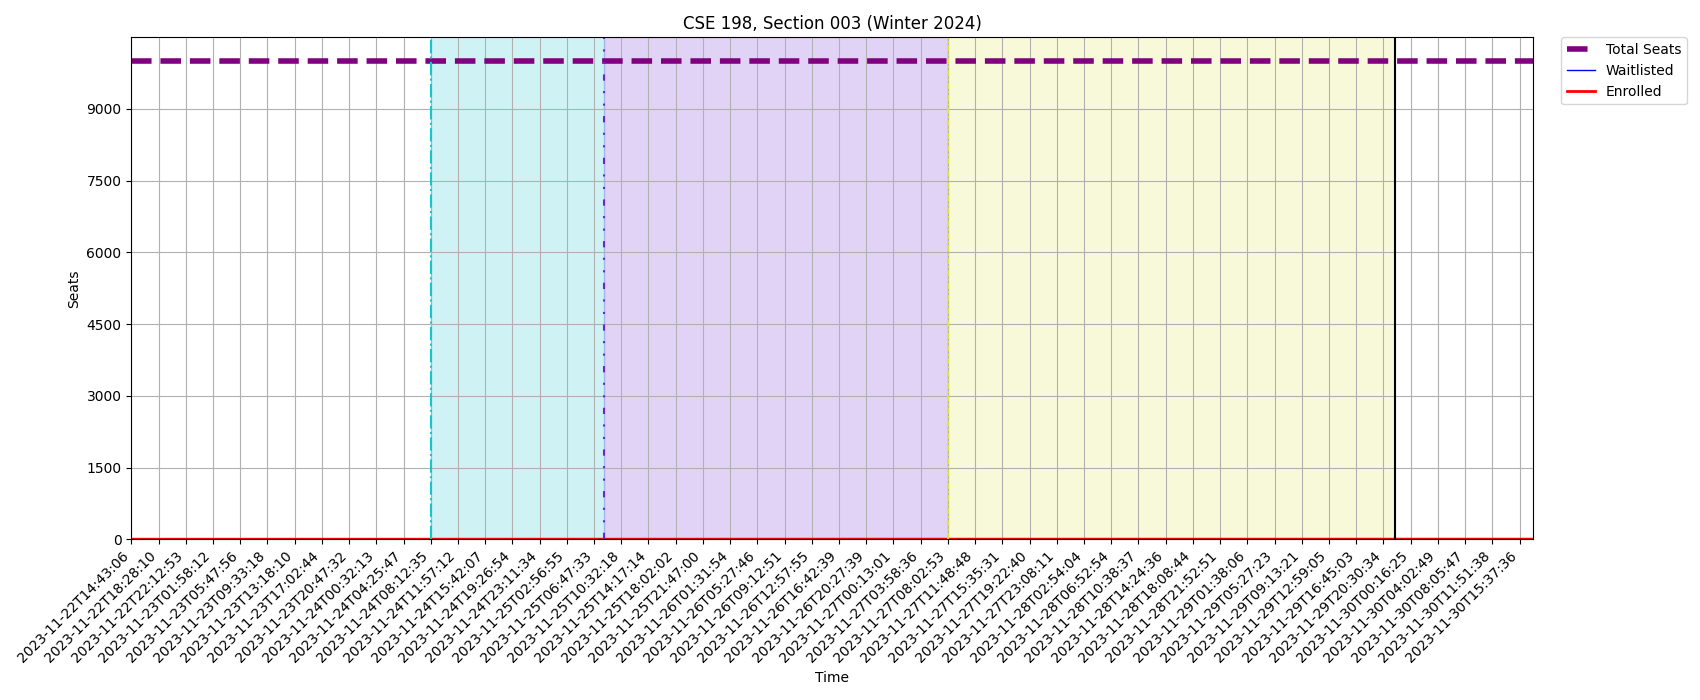 CSE 198, Section 003 (Winter 2024)
Total Seats
Waitlisted
Enrolled
9000
7500
6000
4500
3000
1500
0
Seats
2023-11-22T14:43:06
2023-11-22T18:28:10
2023-11-22T22:12:53
2023-11-23T01:58:12
2023-11-23T05:47:56
2023-11-23T09:33:18
2023-11-23T13:18:10
2023-11-23T17:02:44
2023-11-23T20:47:32
2023-11-24T00:32:13
2023-11-24T04:25:47
2023-11-24T08:12:35
2023-11-24T11:57:12
2023-11-24T15:42:07
2023-11-24T19:26:54
2023-11-24T23:11:34
2023-11-25T02:56:55
2023-11-25T06:47:33
2023-11-25T10:32:18
2023-11-25T14:17:14
2023-11-25T18:02:02
2023-11-25T21:47:00
2023-11-26T01:31:54
2023-11-26T05:27:46
2023-11-26T09:12:51
2023-11-26T12:57:55
2023-11-26T16:42:39
2023-11-26T20:27:39
2023-11-27T00:13:01
2023-11-27T03:58:36
2023-11-27T08:02:53
2023-11-27T11:48:48
2023-11-27T15:35:31
2023-11-27T19:22:40
2023-11-27T23:08:11
2023-11-28T02:54:04
2023-11-28T06:52:54
2023-11-28T10:38:37
2023-11-28T14:24:36
2023-11-28T18:08:44
2023-11-28T21:52:51
2023-11-29T01:38:06
2023-11-29T05:27:23
2023-11-29T09:13:21
2023-11-29T12:59:05
2023-11-29T16:45:03
2023-11-29T20:30:34
2023-11-30T00:16:25
2023-11-30T04:02:49
2023-11-30T08:05:47
2023-11-30T11:51:38
2023-11-30T15:37:36
Time